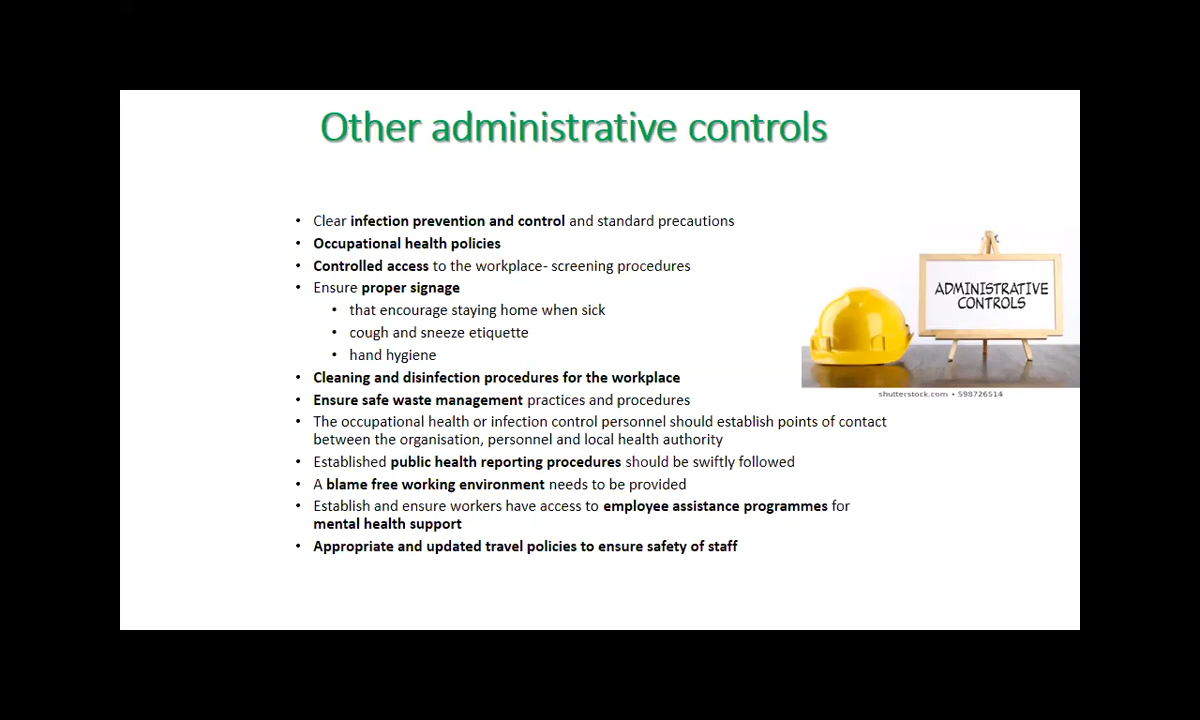 Other administrative controls
• Clear infection prevention and control and standard precautions
• Occupational health policies
• Controlled access to the workplace- screening procedures
• Ensure proper signage
• that encourage staying home when sick
• cough and sneeze etiquette
• hand hygiene
• Cleaning and disinfection procedures for the workplace
• Ensure safe waste management practices and procedures
• The occupational health or infection control personnel should establish points of contact
between the organisation, personnel and local health authority
• Established public health reporting procedures should be swiftly followed
• A blame free working environment needs to be provided
• Establish and ensure workers have access to employee assistance programmes for
mental health support
• Appropriate and updated travel policies to ensure safety of staff
ADMINISTRATIVE
CONTROLS
shutterstock.com • 598726514